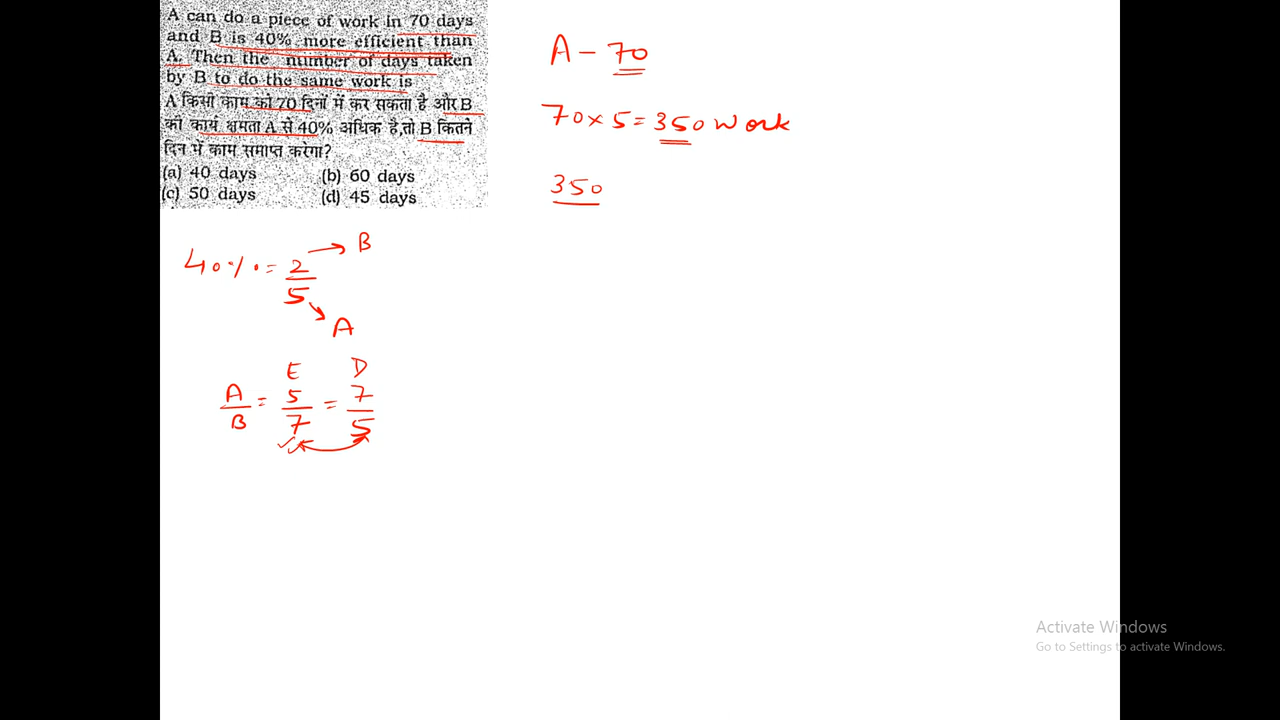 A can do a piece of work in 70 days
and B is 40% more efficient than
A. Then the number of days taken
by B to do the same work is
A किसी काम को 70 दिनों में कर सकता है और B
की कार्य क्षमता A से 40% अधिक है, तो B कितने
दिन में काम समाप्त करेगा?
(a) 40 days (b) 60 days
(c) 50 days (d) 45 days
A - 70
70 × 5 = 350 work
350
40% = 2/5
B
A
E D
A/B = 5/7 = 7/5
Activate Windows
Go to Settings to activate Windows.